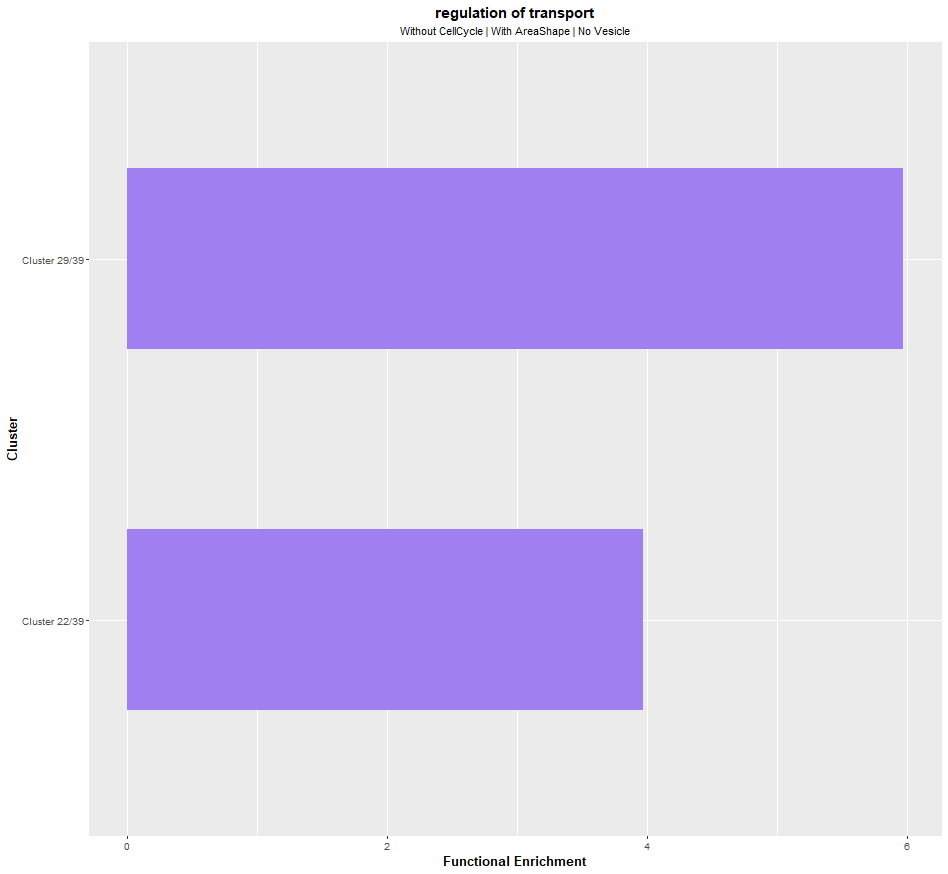 regulation of transport
Without CellCycle | With AreaShape | No Vesicle
Cluster
Cluster 29/39
Cluster 22/39
0 2 4 6
Functional Enrichment